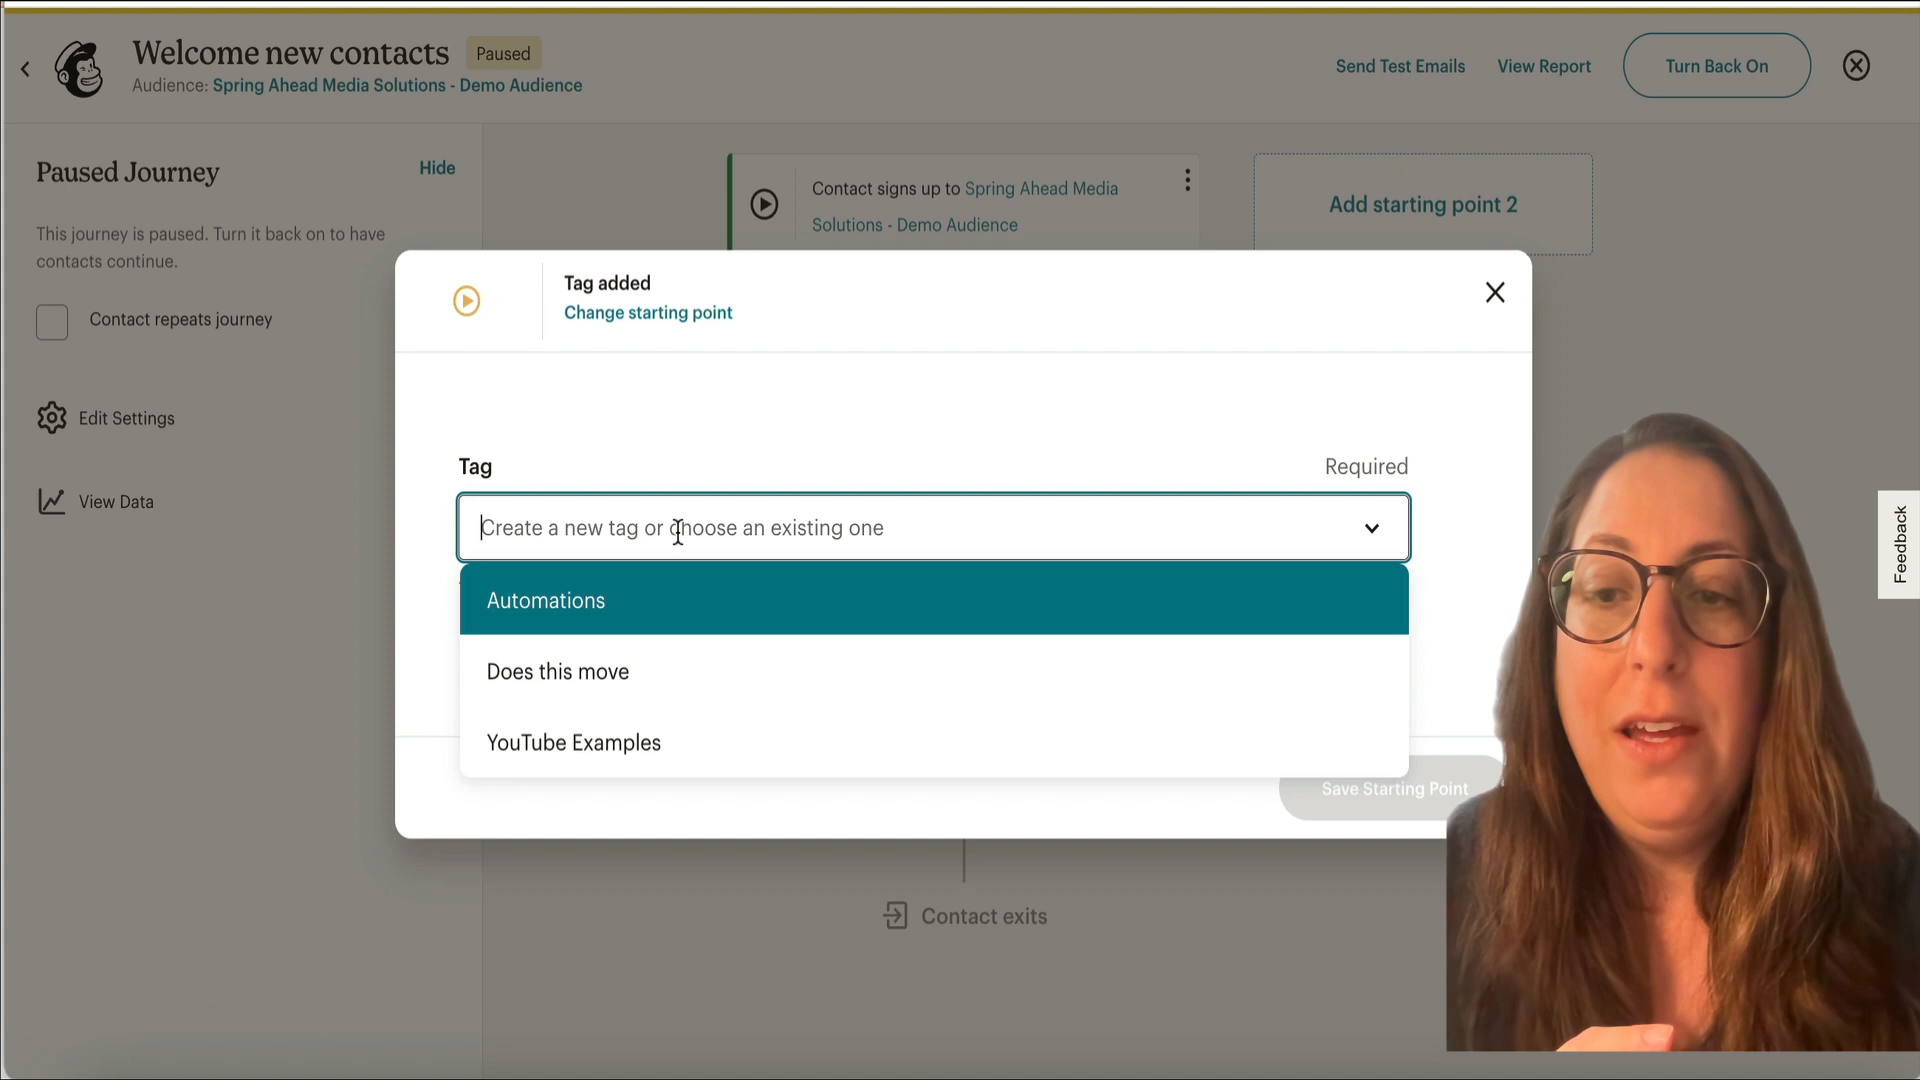 Welcome new contacts
Paused
Audience: Spring Ahead Media Solutions - Demo Audience
Send Test Emails
View Report
Turn Back On
Paused Journey
Hide
This journey is paused. Turn it back on to have
contacts continue.
Contact repeats journey
Edit Settings
View Data
Contact signs up to Spring Ahead Media
Solutions - Demo Audience
Add starting point 2
Tag added
Change starting point
Tag
Required
Create a new tag or choose an existing one
Automations
Does this move
YouTube Examples
Save Starting Point
Contact exits
Feedback